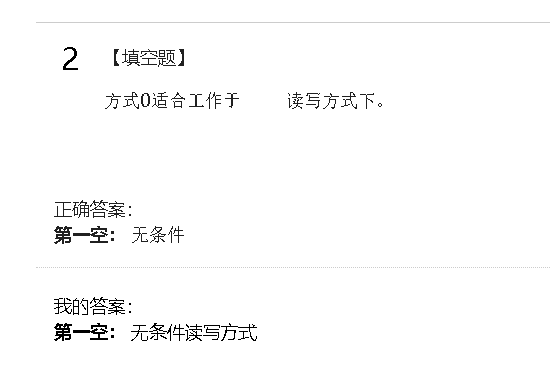 2 【填空题】
方式0适合工作于 读写方式下。
正确答案：
第一空： 无条件
我的答案：
第一空： 无条件读写方式